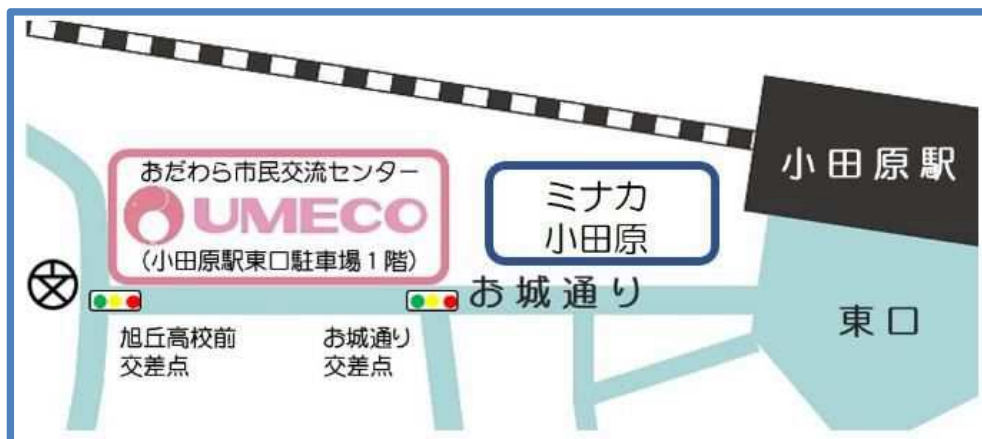 おだわら市民交流センター
UMECO
(小田原駅東口駐車場1階)
ミナカ
小田原
小田原駅
お城通り
東口
旭丘高校前
交差点
お城通り
交差点
文